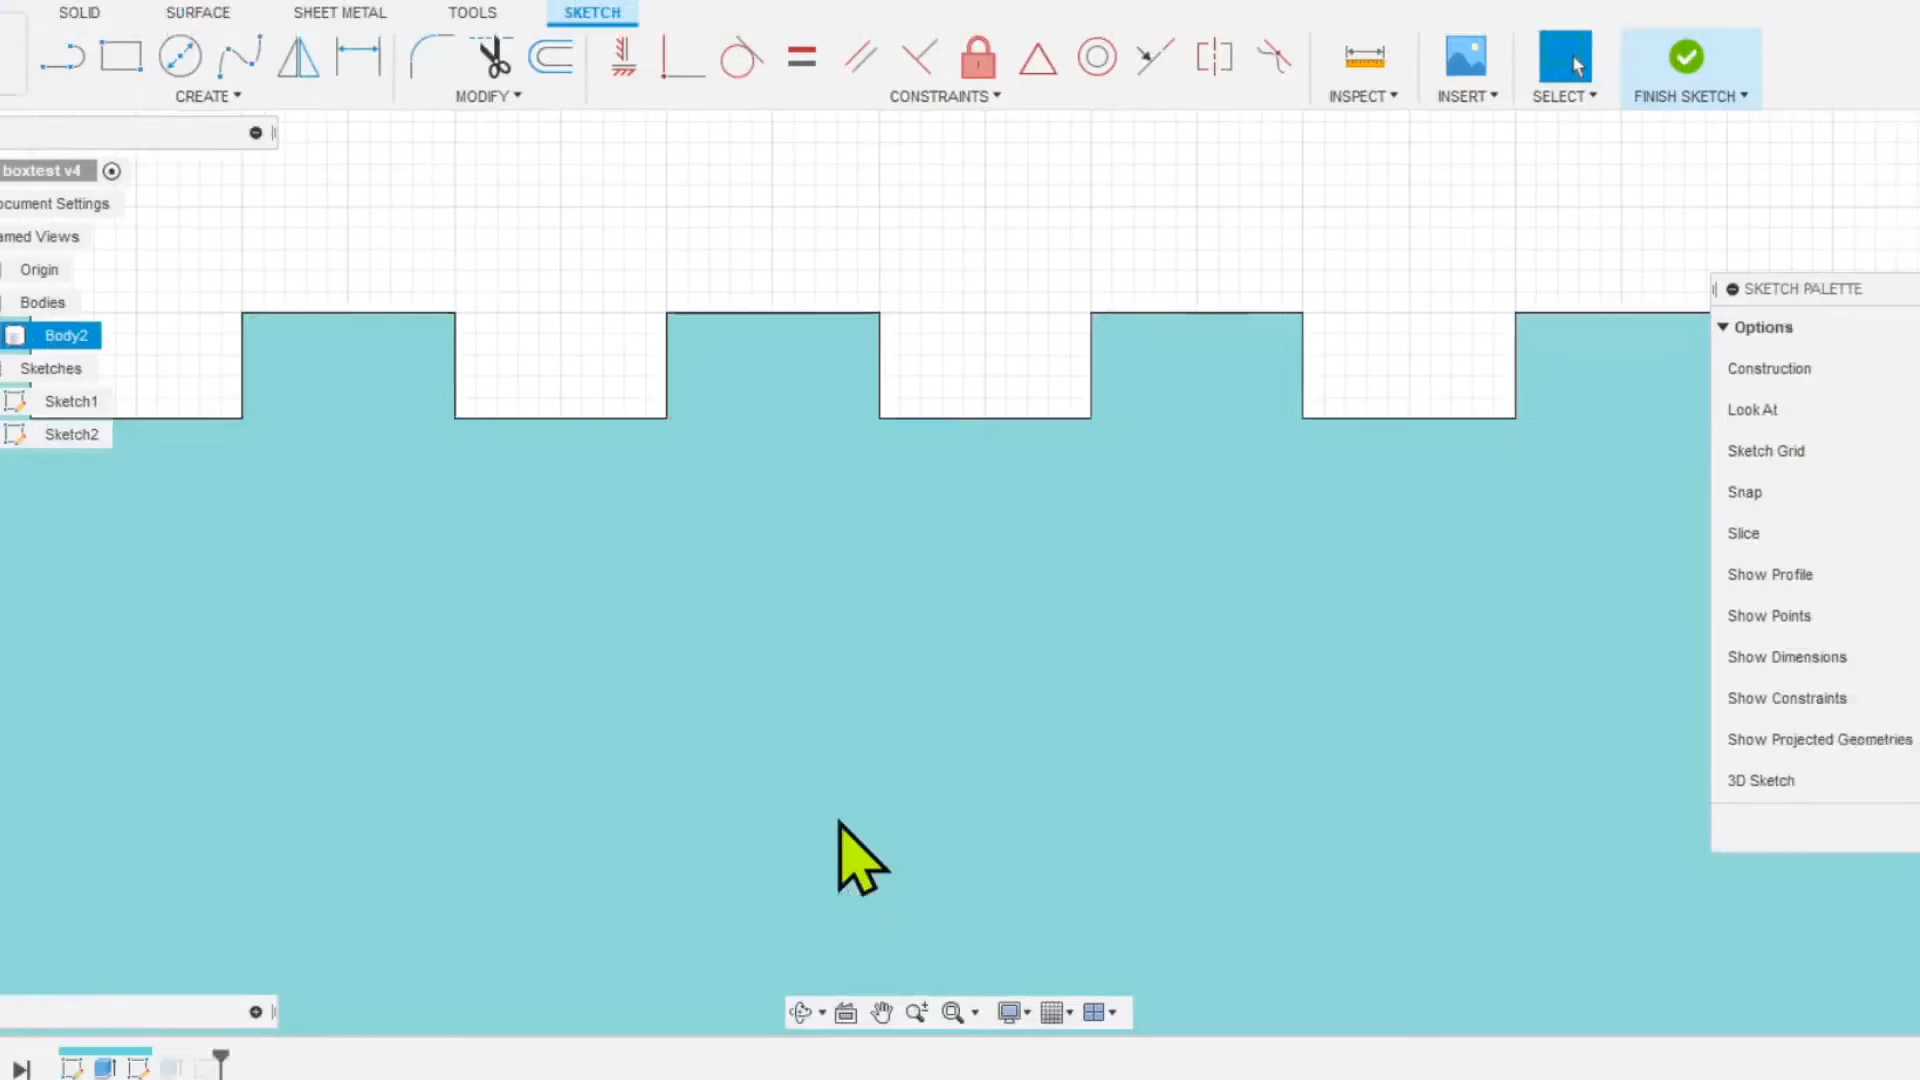 SOLID SURFACE SHEET METAL TOOLS SKETCH
CREATE MODIFY CONSTRAINTS INSPECT INSERT SELECT FINISH SKETCH
boxtest v4
ocument Settings
amed Views
Origin
Bodies
Body2
Sketches
Sketch1
Sketch2
SKETCH PALETTE
Options
Construction
Look At
Sketch Grid
Snap
Slice
Show Profile
Show Points
Show Dimensions
Show Constraints
Show Projected Geometries
3D Sketch